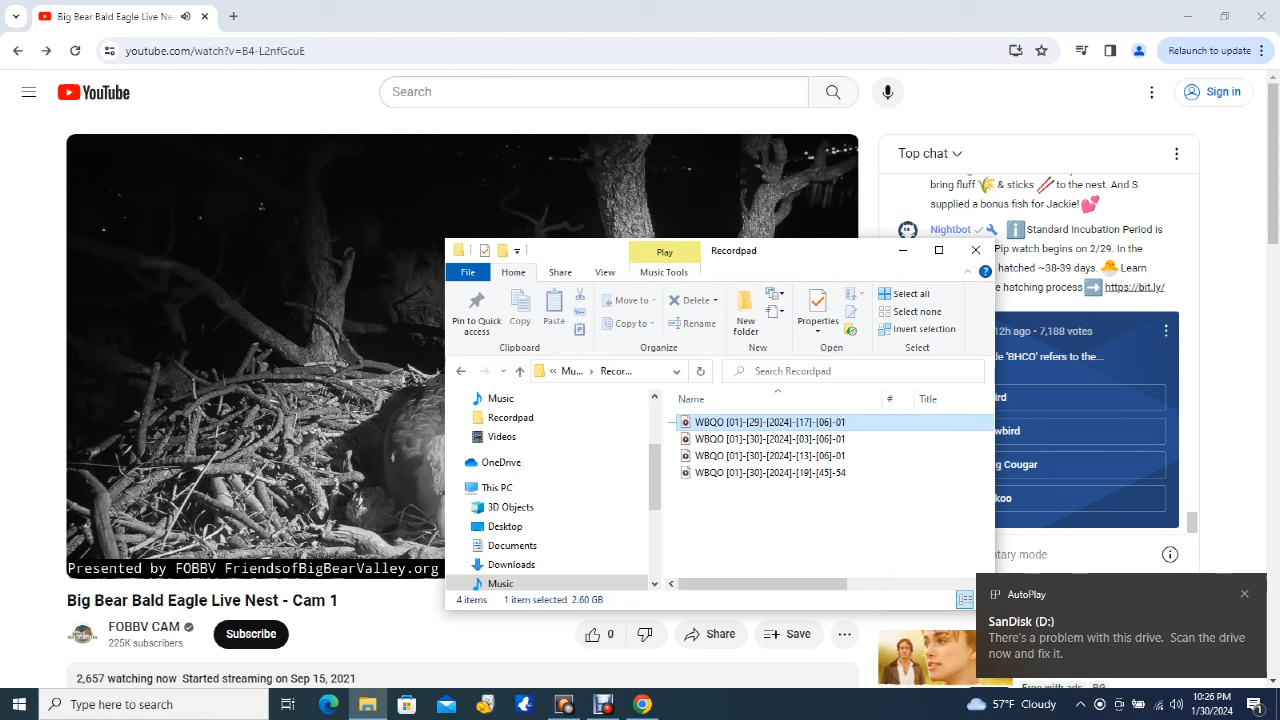 Big Bear Bald Eagle Live Ne
youtube.com/watch?v=B4-L2nfGcuE
Relaunch to update
YouTube
Search
Sign in
Top chat
bring fluff 🌾 & sticks 🥢 to the nest. And S
supplied a bonus fish for Jackie! 💕
Nightbot ℹ️ Standard Incubation Period is
Pip watch begins on 2/29. In the
hatched ~38-39 days. 🐣 Learn
e hatching process ➡️ https://bit.ly/
12h ago - 7,188 votes
le 'BHCO' refers to the...
ird
wbird
g Cougar
koo
ntary mode
Play
Recordpad
File
Home
Share
View
Music Tools
Pin to Quick access
Copy
Paste
Move to
Copy to
Delete
Rename
New folder
Properties
Select all
Select none
Invert selection
Clipboard
Organize
New
Open
Select
« Mu... › Recor...
Search Recordpad
Name
#
Title
Music
Recordpad
Videos
OneDrive
This PC
3D Objects
Desktop
Documents
Downloads
Music
WBQO [01]-[29]-[2024]-[17]-[06]-01
WBQO [01]-[30]-[2024]-[03]-[06]-01
WBQO [01]-[30]-[2024]-[13]-[06]-01
WBQO [01]-[30]-[2024]-[19]-[45]-54
4 items
1 item selected 2.60 GB
Presented by FOBBV FriendsofBigBearValley.org
Big Bear Bald Eagle Live Nest - Cam 1
FOBBV CAM
225K subscribers
Subscribe
0
Share
Save
2,657 watching now Started streaming on Sep 15, 2021
AutoPlay
SanDisk (D:)
There's a problem with this drive. Scan the drive
now and fix it.
Free with ads
PG
Type here to search
57°F Cloudy
10:26 PM
1/30/2024
1